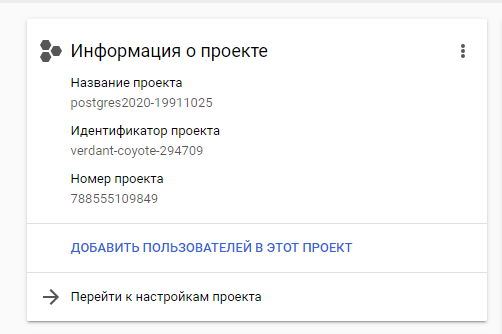 Информация о проекте
Название проекта
postgres2020-19911025
Идентификатор проекта
verdant-coyote-294709
Номер проекта
788555109849
ДОБАВИТЬ ПОЛЬЗОВАТЕЛЕЙ В ЭТОТ ПРОЕКТ
Перейти к настройкам проекта